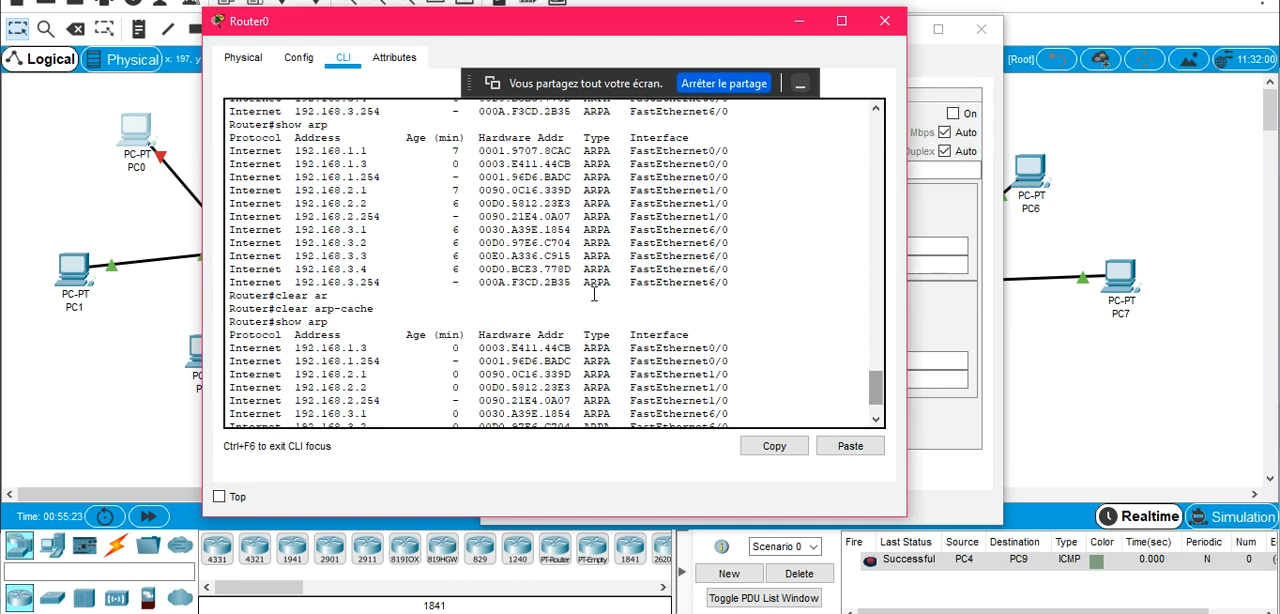 Router0
Logical
Physical
x: 197, y
[Root]
11:32:00
Physical
Config
CLI
Attributes
Vous partagez tout votre écran.
Arrêter le partage
On
Mbps
Auto
Duplex
Auto
Internet 192.168.3.254 - 000A.F3CD.2B35 ARPA FastEthernet6/0
Router#show arp
Protocol Address Age (min) Hardware Addr Type Interface
Internet 192.168.1.1 7 0001.9707.8CAC ARPA FastEthernet0/0
Internet 192.168.1.3 0 0003.E411.44CB ARPA FastEthernet0/0
Internet 192.168.1.254 - 0001.96D6.BADC ARPA FastEthernet0/0
Internet 192.168.2.1 7 0090.0C16.339D ARPA FastEthernet1/0
Internet 192.168.2.2 6 00D0.5812.23E3 ARPA FastEthernet1/0
Internet 192.168.2.254 - 0090.21E4.0A07 ARPA FastEthernet1/0
Internet 192.168.3.1 6 0030.A39E.1854 ARPA FastEthernet6/0
Internet 192.168.3.2 6 00D0.97E6.C704 ARPA FastEthernet6/0
Internet 192.168.3.3 6 00E0.A336.C915 ARPA FastEthernet6/0
Internet 192.168.3.4 6 00D0.BCE3.778D ARPA FastEthernet6/0
Internet 192.168.3.254 - 000A.F3CD.2B35 ARPA FastEthernet6/0
Router#clear ar
Router#clear arp-cache
Router#show arp
Protocol Address Age (min) Hardware Addr Type Interface
Internet 192.168.1.3 0 0003.E411.44CB ARPA FastEthernet0/0
Internet 192.168.1.254 - 0001.96D6.BADC ARPA FastEthernet0/0
Internet 192.168.2.1 0 0090.0C16.339D ARPA FastEthernet1/0
Internet 192.168.2.2 0 00D0.5812.23E3 ARPA FastEthernet1/0
Internet 192.168.2.254 - 0090.21E4.0A07 ARPA FastEthernet1/0
Internet 192.168.3.1 0 0030.A39E.1854 ARPA FastEthernet6/0
Internet 192.168.3.2 0 00D0.97E6.C704 ARPA FastEthernet6/0
Ctrl+F6 to exit CLI focus
Copy
Paste
Top
PC-PT
PC0
PC-PT
PC1
PC-PT
PC6
PC-PT
PC7
Time: 00:55:23
Realtime
Simulation
4331
4321
1941
2901
2911
819IOX
819HGW
829
1240
PT-Router
PT-Empty
1841
2620
1841
Scenario 0
New
Delete
Toggle PDU List Window
Fire Last Status Source Destination Type Color Time(sec) Periodic Num
Successful PC4 PC9 ICMP 0.000 N 0